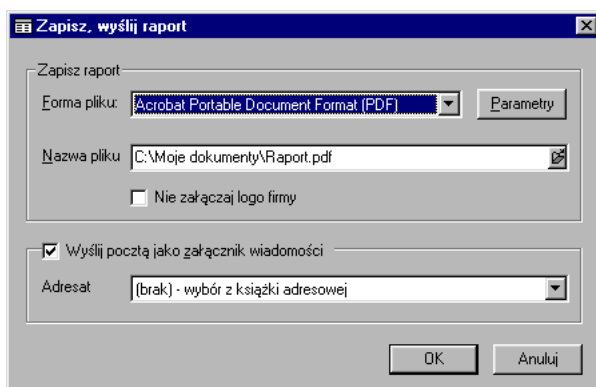 Zapisz, wyślij raport
Zapisz raport
Forma pliku: Acrobat Portable Document Format (PDF) Parametry
Nazwa pliku C:\Moje dokumenty\Raport.pdf
Nie załączaj logo firmy
Wyślij pocztą jako załącznik wiadomości
Adresat (brak) - wybór z książki adresowej
OK Anuluj